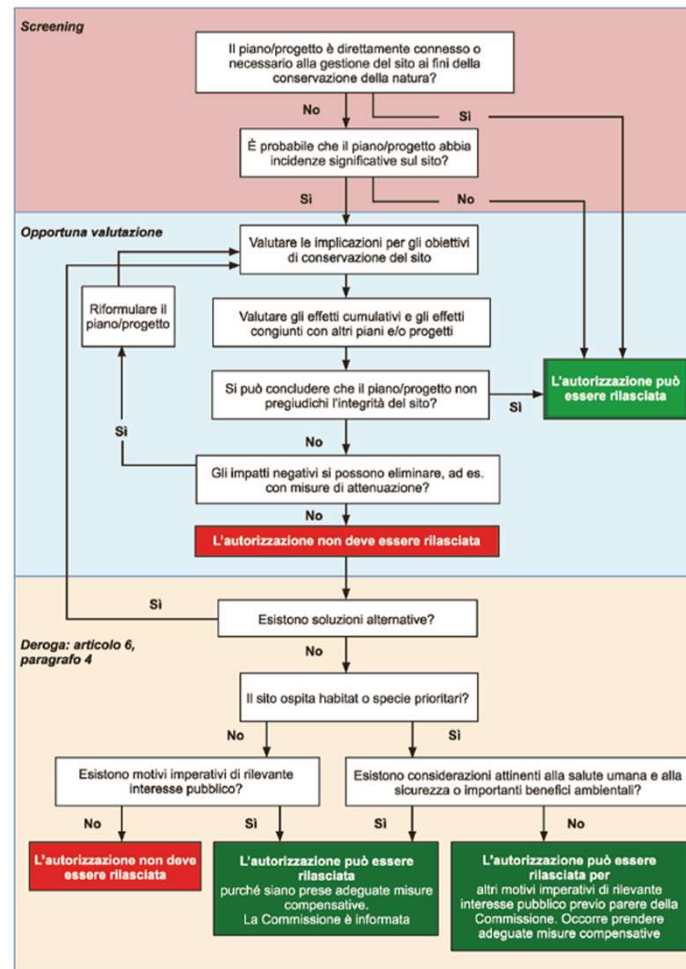 Screening
Il piano/progetto è direttamente connesso o
necessario alla gestione del sito ai fini della
conservazione della natura?
No
Sì
È probabile che il piano/progetto abbia
incidenze significative sul sito?
Sì
No
Opportuna valutazione
Valutare le implicazioni per gli obiettivi
di conservazione del sito
Riformulare il
piano/progetto
Valutare gli effetti cumulativi e gli effetti
congiunti con altri piani e/o progetti
Si può concludere che il piano/progetto non
pregiudichi l'integrità del sito?
Sì
L'autorizzazione può
essere rilasciata
Sì
No
Gli impatti negativi si possono eliminare, ad es.
con misure di attenuazione?
No
L'autorizzazione non deve essere rilasciata
Sì
Esistono soluzioni alternative?
Deroga: articolo 6,
paragrafo 4
No
Il sito ospita habitat o specie prioritari?
No
Sì
Esistono motivi imperativi di rilevante
interesse pubblico?
Esistono considerazioni attinenti alla salute umana e alla
sicurezza o importanti benefici ambientali?
No
Sì
Sì
No
L'autorizzazione non deve
essere rilasciata
L'autorizzazione può essere
rilasciata
purché siano prese adeguate misure
compensative.
La Commissione è informata
L'autorizzazione può essere
rilasciata per
altri motivi imperativi di rilevante
interesse pubblico previo parere della
Commissione. Occorre prendere
adeguate misure compensative